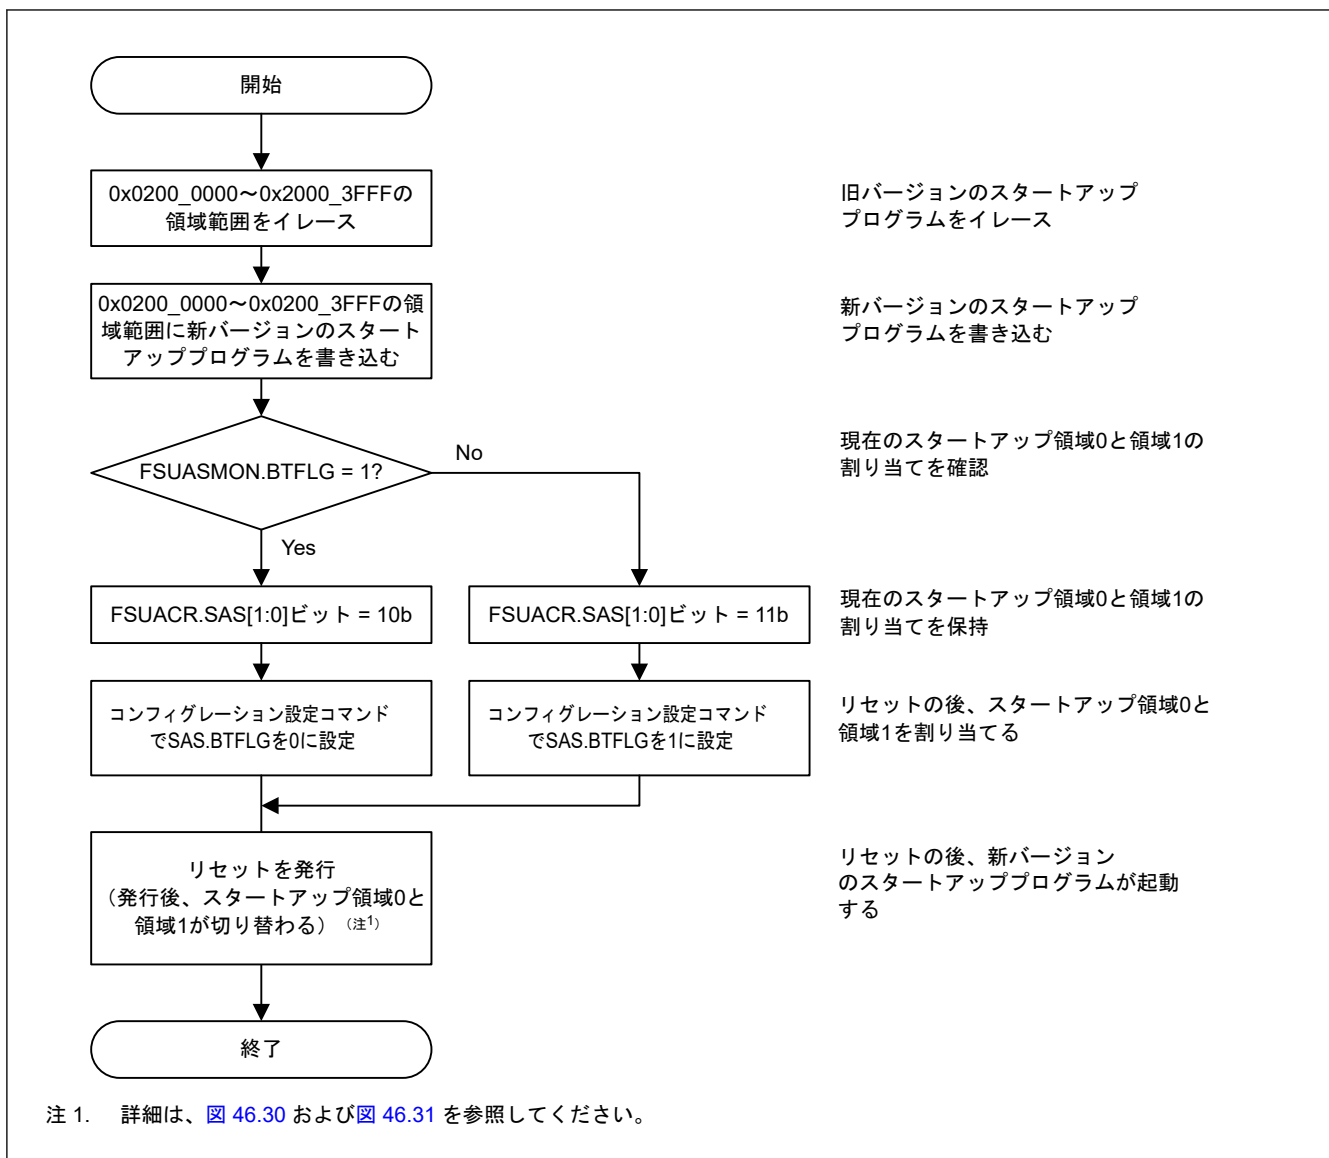 開始
0x0200_0000～0x2000_3FFFの
領域範囲をイレース
旧バージョンのスタートアップ
プログラムをイレース
0x0200_0000～0x0200_3FFFの領
域範囲に新バージョンのスタート
アッププログラムを書き込む
新バージョンのスタートアップ
プログラムを書き込む
FSUASMON.BTFLG = 1?
No
Yes
現在のスタートアップ領域0と領域1の
割り当てを確認
FSUACR.SAS[1:0]ビット = 10b
FSUACR.SAS[1:0]ビット = 11b
現在のスタートアップ領域0と領域1の
割り当てを保持
コンフィグレーション設定コマンド
でSAS.BTFLGを0に設定
コンフィグレーション設定コマンド
でSAS.BTFLGを1に設定
リセットの後、スタートアップ領域0と
領域1を割り当てる
リセットを発行
（発行後、スタートアップ領域0と
領域1が切り替わる）（注1）
リセットの後、新バージョン
のスタートアッププログラムが起動
する
終了
注 1. 詳細は、図 46.30 および図 46.31 を参照してください。